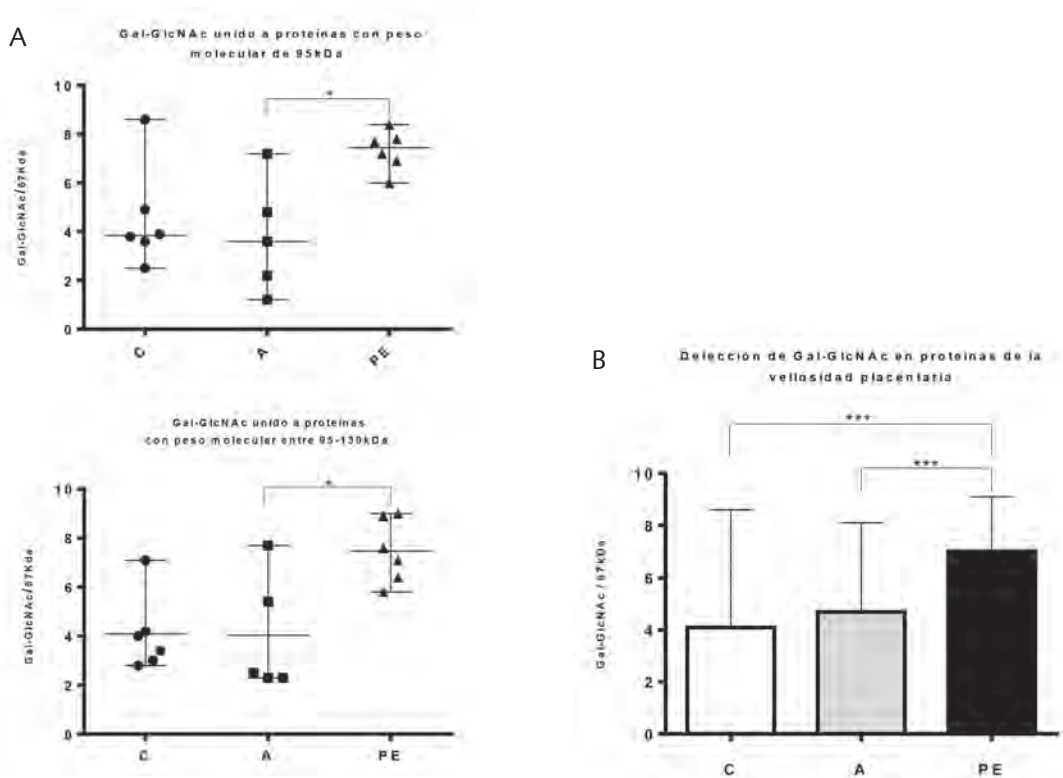 A
Gal-GlcNAc unido a proteínas con peso
molecular de 95kDa
Gal-GlcNAc/67Kda
10
8
6
4
2
0
*
C
A
PE
Gal-GlcNAc unido a proteínas
con peso molecular entre 95-130kDa
Gal-GlcNAc/67Kda
10
8
6
4
2
0
*
C
A
PE
B
Detección de Gal-GlcNAc en proteínas de la
vellosidad placentaria
Gal-GlcNAc / 67kDa
10
8
6
4
2
0
***
***
C
A
PE